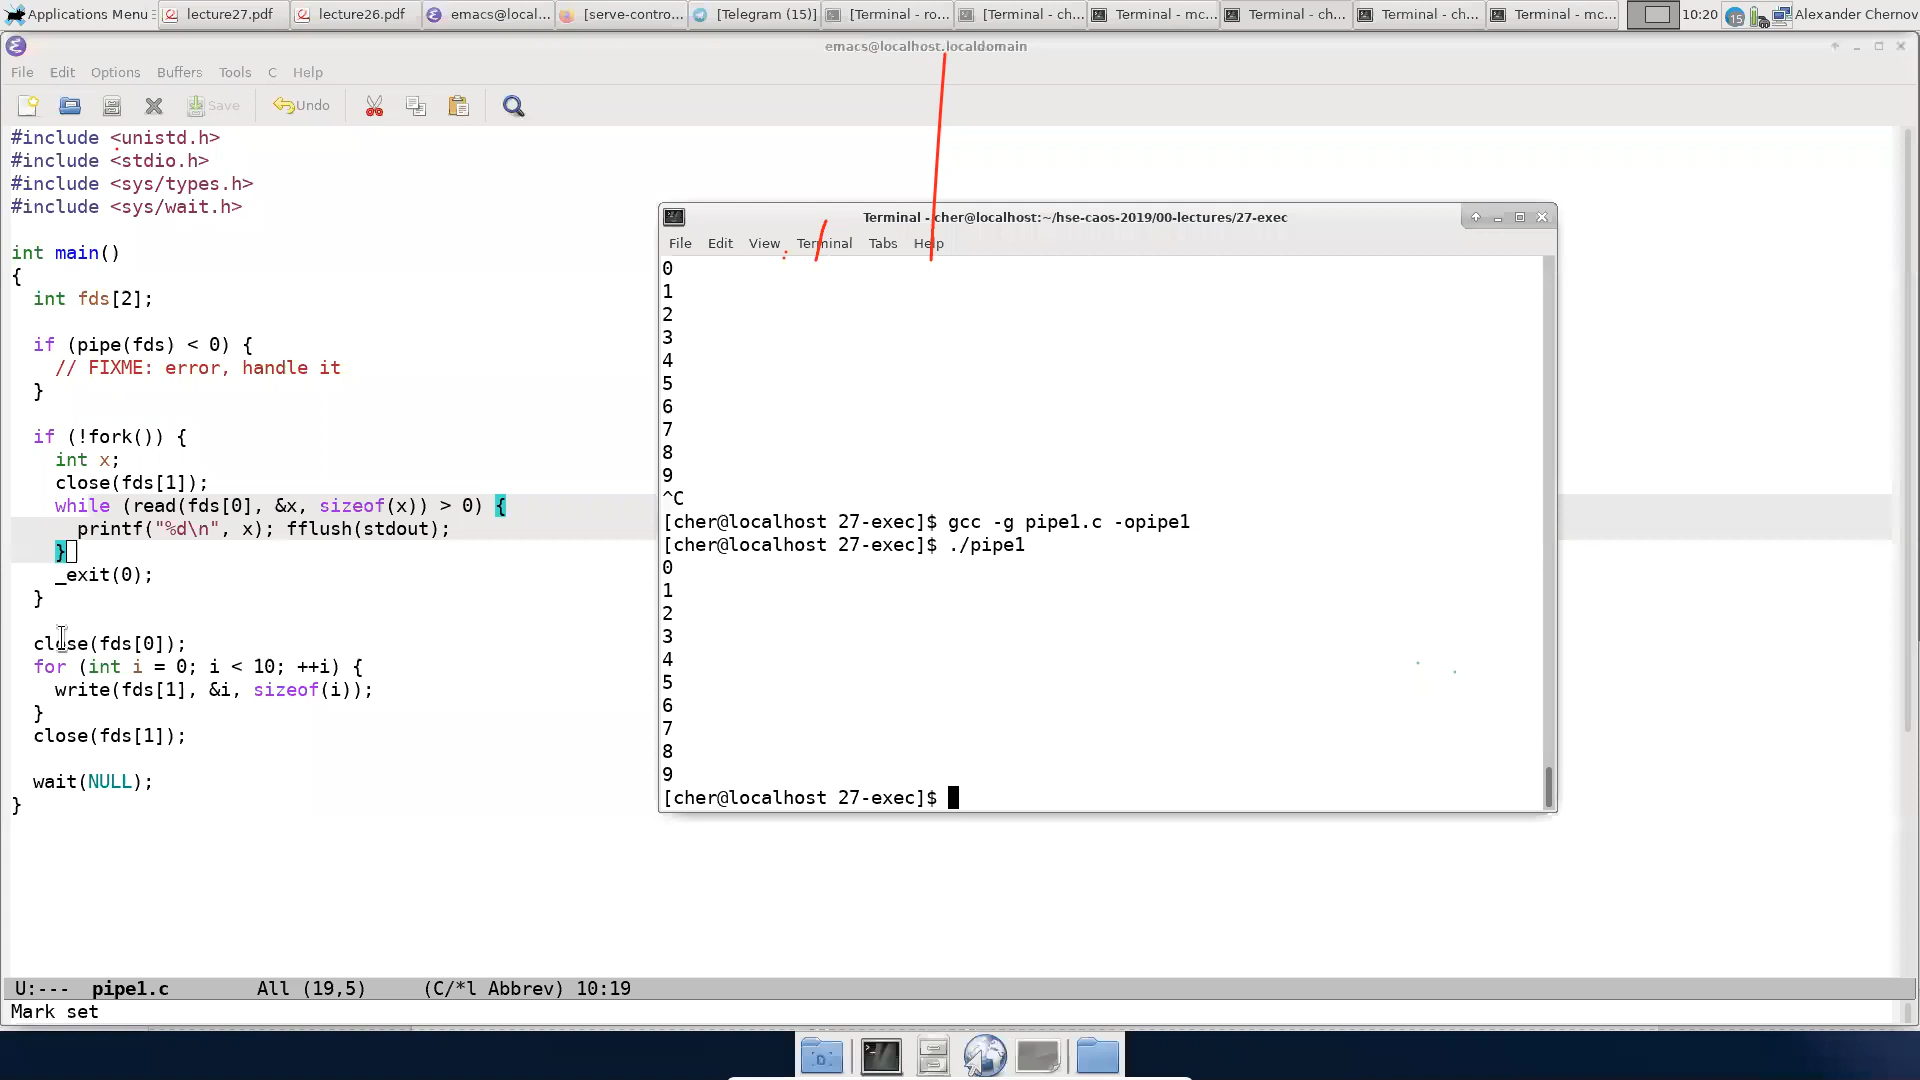 Applications Menu
lecture27.pdf
lecture26.pdf
emacs@local...
[serve-contro...
[Telegram (15)]
[Terminal - ro...
[Terminal - ch...
Terminal - mc...
Terminal - ch...
Terminal - ch...
Terminal - mc...
10:20
15
Alexander Chernov
emacs@localhost.localdomain
File Edit Options Buffers Tools C Help
Save Undo
#include <unistd.h>
#include <stdio.h>
#include <sys/types.h>
#include <sys/wait.h>
int main()
{
  int fds[2];
  if (pipe(fds) < 0) {
    // FIXME: error, handle it
  }
  if (!fork()) {
    int x;
    close(fds[1]);
    while (read(fds[0], &x, sizeof(x)) > 0) {
      printf("%d\n", x); fflush(stdout);
    }
    _exit(0);
  }
  close(fds[0]);
  for (int i = 0; i < 10; ++i) {
    write(fds[1], &i, sizeof(i));
  }
  close(fds[1]);
  wait(NULL);
}
U:--- pipe1.c All (19,5) (C/*l Abbrev) 10:19
Mark set
Terminal - cher@localhost:~/hse-caos-2019/00-lectures/27-exec
File Edit View Terminal Tabs Help
0
1
2
3
4
5
6
7
8
9
^C
[cher@localhost 27-exec]$ gcc -g pipe1.c -opipe1
[cher@localhost 27-exec]$ ./pipe1
0
1
2
3
4
5
6
7
8
9
[cher@localhost 27-exec]$